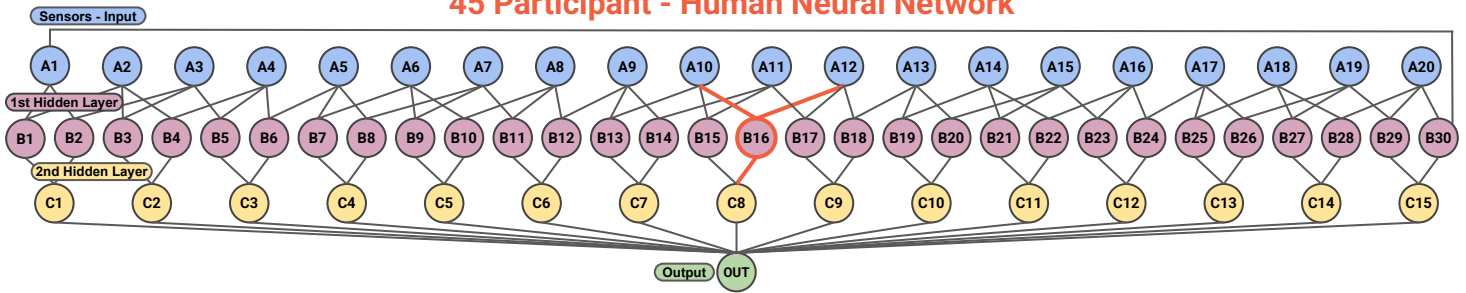 45 Participant - Human Neural Network
Sensors - Input
A1 A2 A3 A4 A5 A6 A7 A8 A9 A10 A11 A12 A13 A14 A15 A16 A17 A18 A19 A20
1st Hidden Layer
B1 B2 B3 B4 B5 B6 B7 B8 B9 B10 B11 B12 B13 B14 B15 B16 B17 B18 B19 B20 B21 B22 B23 B24 B25 B26 B27 B28 B29 B30
2nd Hidden Layer
C1 C2 C3 C4 C5 C6 C7 C8 C9 C10 C11 C12 C13 C14 C15
Output OUT